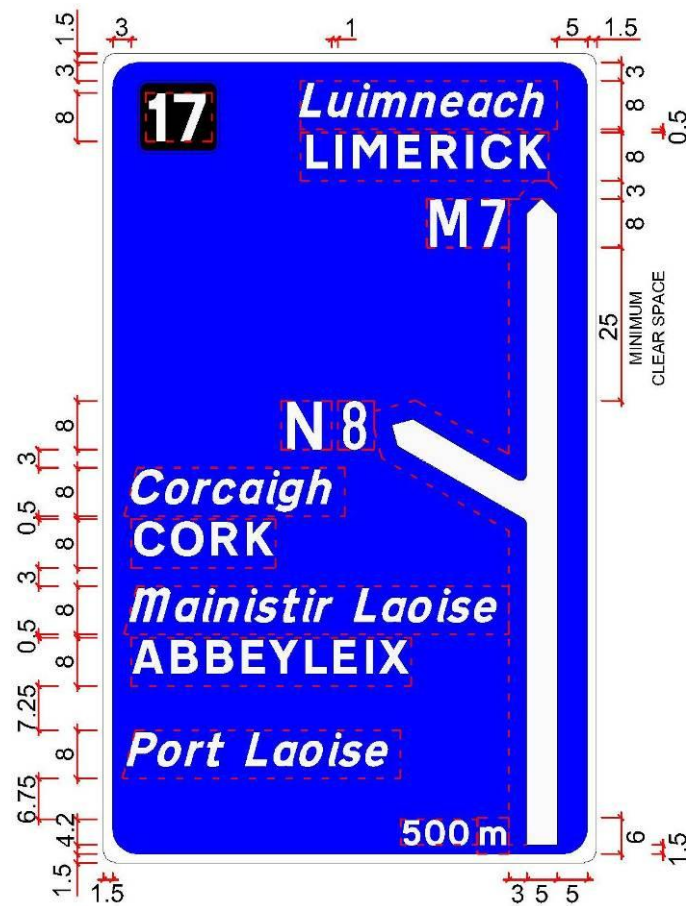 1.5 3 1 5 1.5
3 3
8 17 Luimneach 8
0.5
LIMERICK 8
3
M7 8
25 MINIMUM CLEAR SPACE
8 N 8
3
8 Corcaigh
0.5
8 CORK
3
8 Mainistir Laoise
0.5
8 ABBEYLEIX
7.25
8 Port Laoise
6.75
4.2 500 m 6
1.5 1.5
1.5 3 5 5